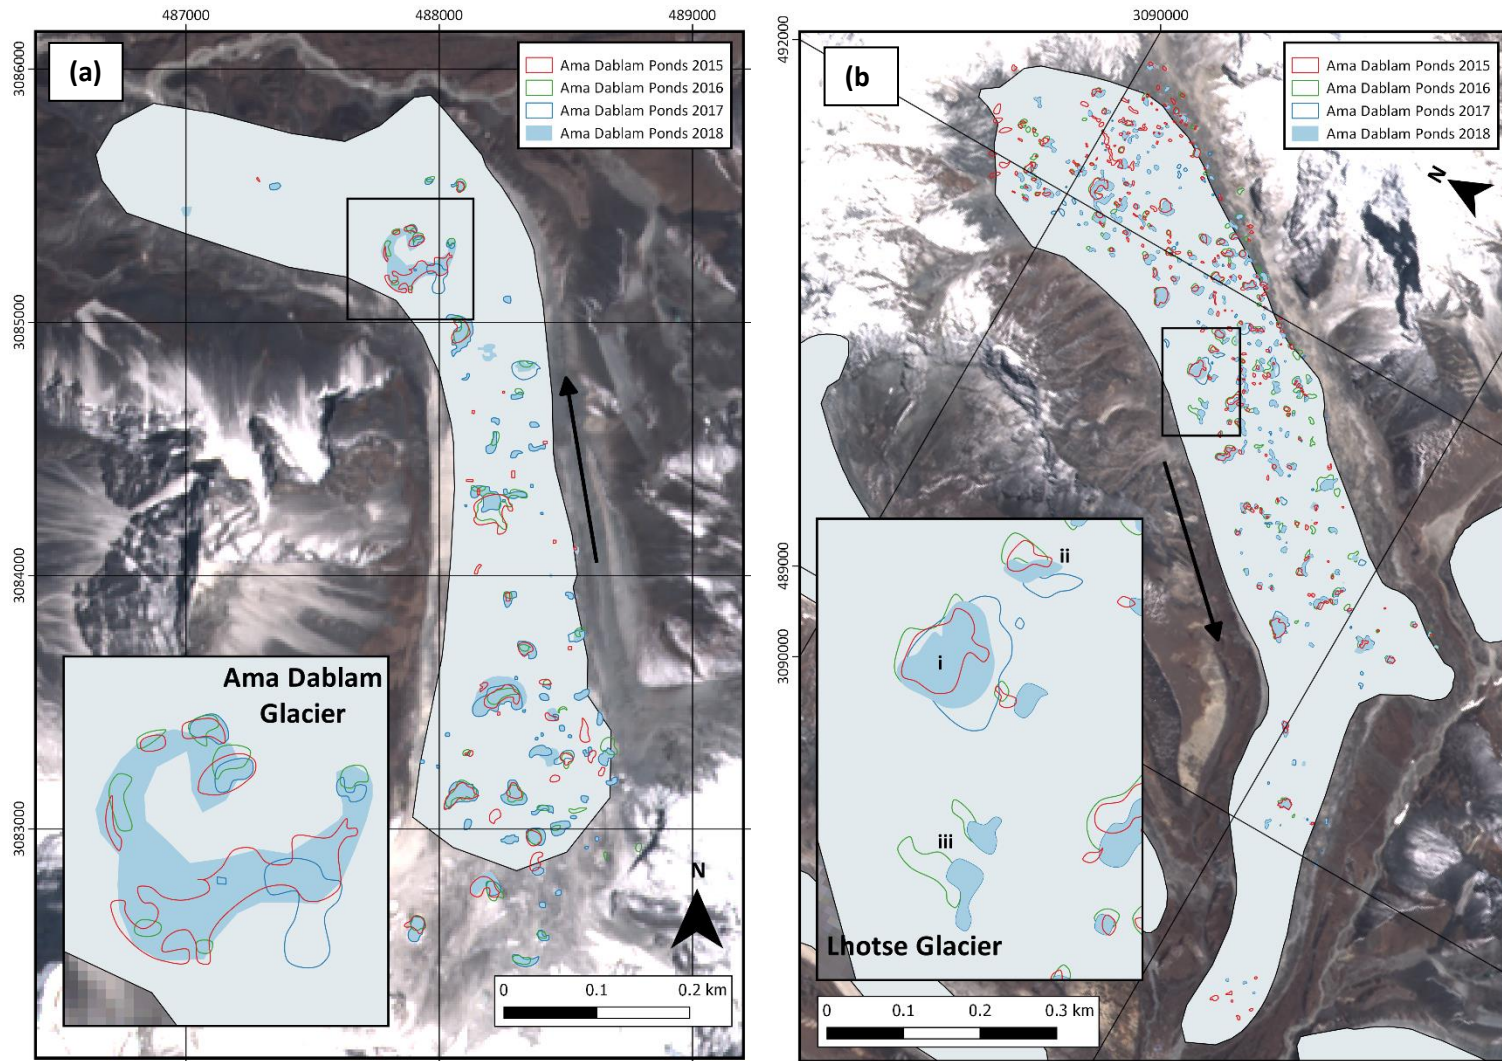 487000
488000
489000
3086000
3085000
3084000
3083000
(a)
Ama Dablam Ponds 2015
Ama Dablam Ponds 2016
Ama Dablam Ponds 2017
Ama Dablam Ponds 2018
Ama Dablam
Glacier
N
0
0.1
0.2 km
3090000
492000
489000
3090000
(b)
Ama Dablam Ponds 2015
Ama Dablam Ponds 2016
Ama Dablam Ponds 2017
Ama Dablam Ponds 2018
N
ii
i
iii
Lhotse Glacier
0
0.1
0.2
0.3 km